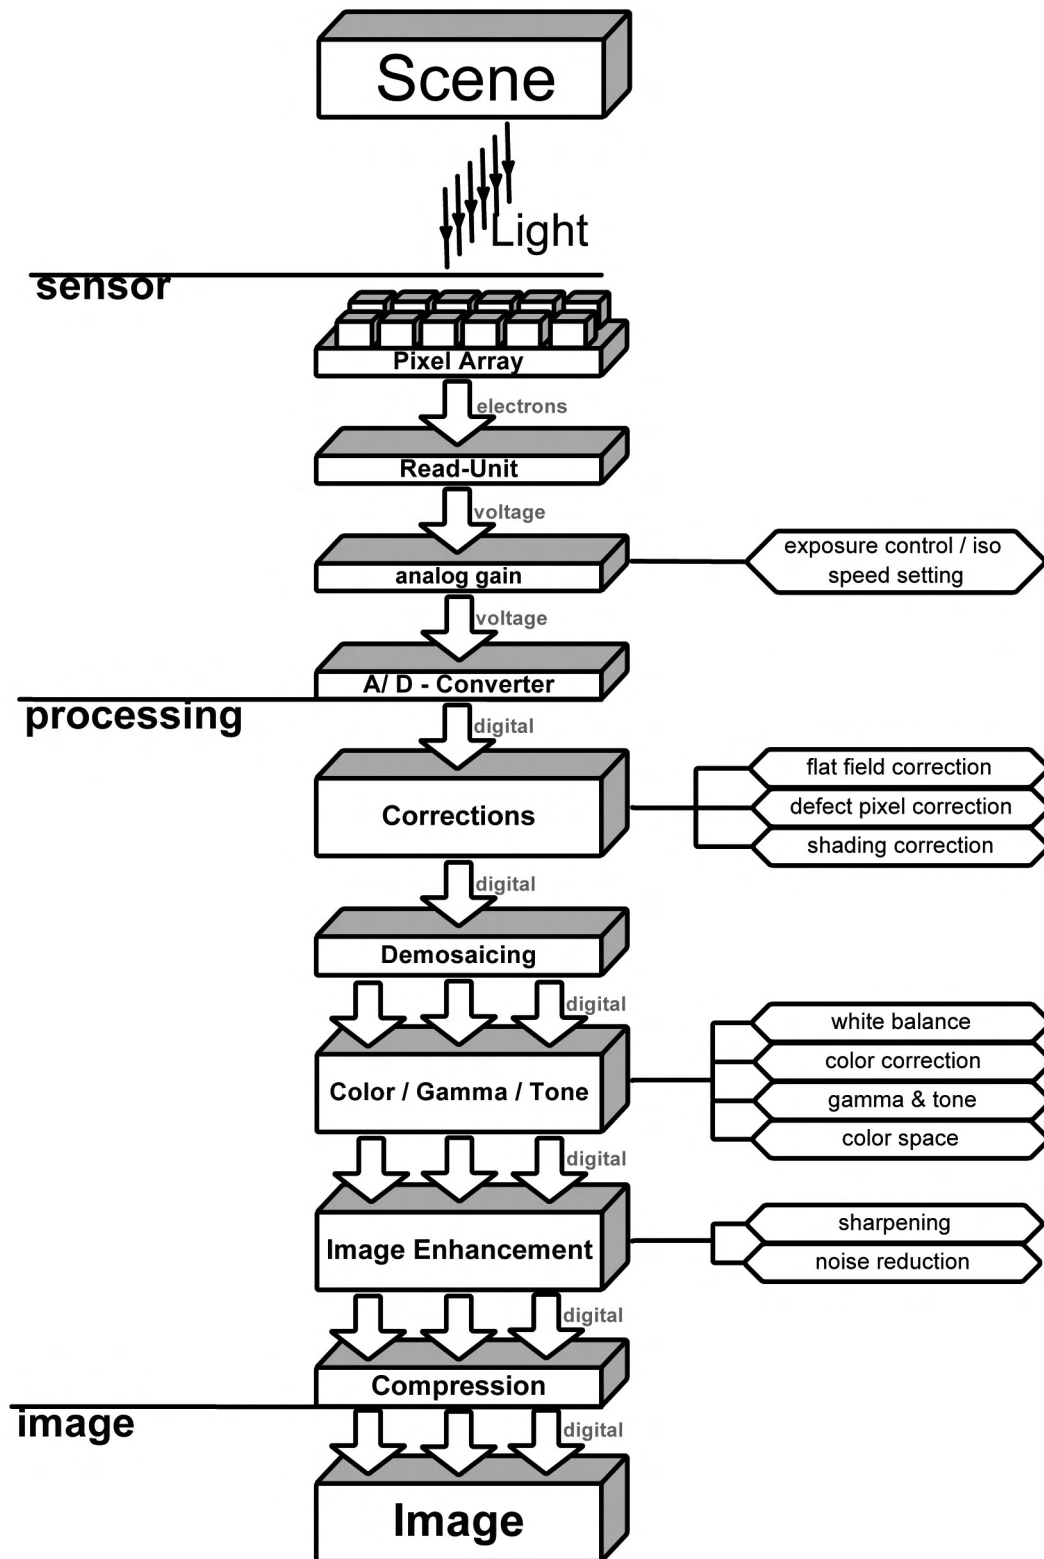 Scene
Light
sensor
Pixel Array
electrons
Read-Unit
voltage
analog gain
exposure control / iso
speed setting
voltage
A/ D - Converter
processing
digital
Corrections
flat field correction
defect pixel correction
shading correction
digital
Demosaicing
digital
Color / Gamma / Tone
white balance
color correction
gamma & tone
color space
digital
Image Enhancement
sharpening
noise reduction
digital
Compression
image
digital
Image